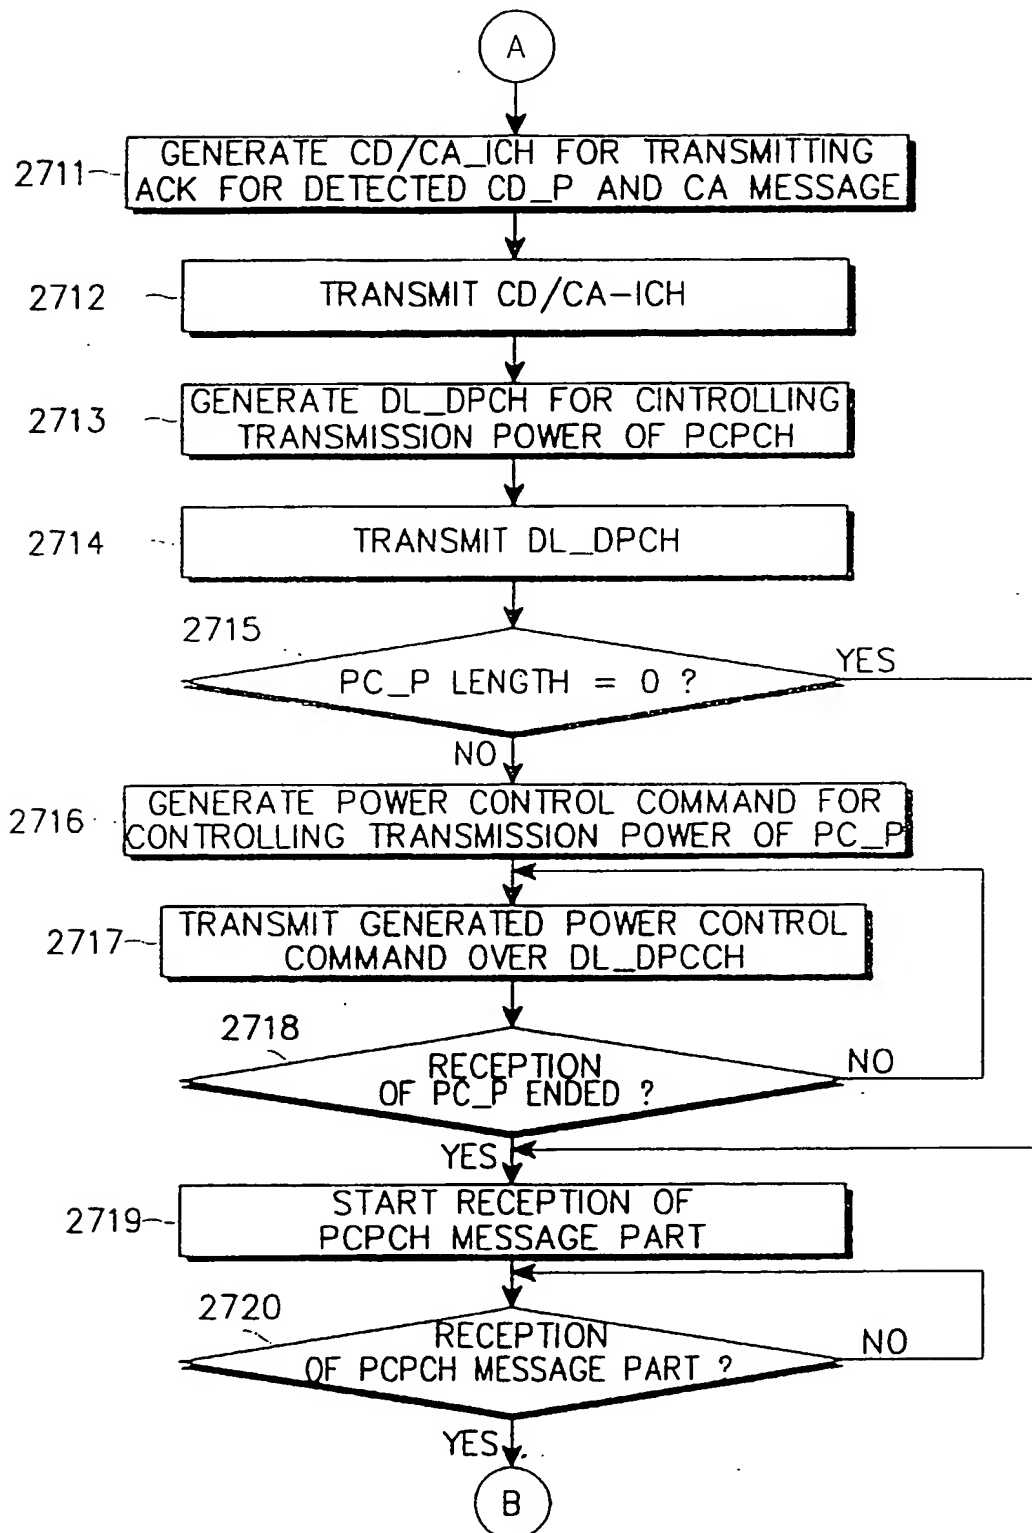 A
2711
GENERATE CD/CA_ICH FOR TRANSMITTING
ACK FOR DETECTED CD_P AND CA MESSAGE
2712
TRANSMIT CD/CA-ICH
2713
GENERATE DL_DPCH FOR CINTROLLING
TRANSMISSION POWER OF PCPCH
2714
TRANSMIT DL_DPCH
2715
PC_P LENGTH = 0 ?
YES
NO
2716
GENERATE POWER CONTROL COMMAND FOR
CONTROLLING TRANSMISSION POWER OF PC_P
2717
TRANSMIT GENERATED POWER CONTROL
COMMAND OVER DL_DPCCH
2718
RECEPTION
OF PC_P ENDED ?
NO
YES
2719
START RECEPTION OF
PCPCH MESSAGE PART
2720
RECEPTION
OF PCPCH MESSAGE PART ?
NO
YES
B